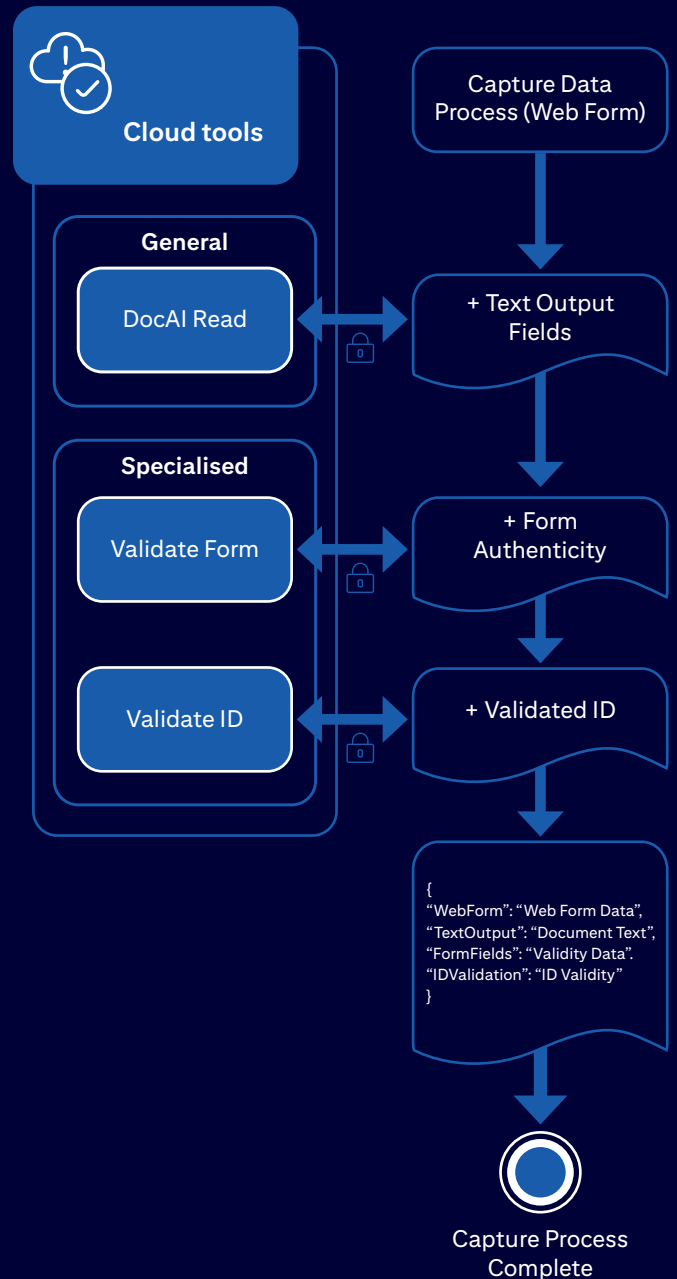 Cloud tools
General
DocAI Read
Specialised
Validate Form
Validate ID
Capture Data
Process (Web Form)
+ Text Output
Fields
+ Form
Authenticity
+ Validated ID
{
“WebForm”: “Web Form Data”,
“TextOutput”: “Document Text”,
“FormFields”: “Validity Data”.
“IDValidation”: “ID Validity”
}
Capture Process
Complete